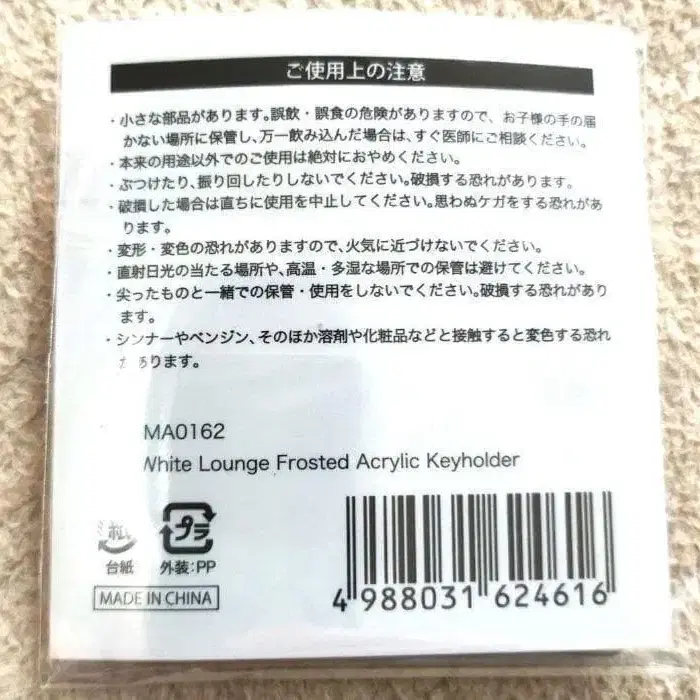 ご使用上の注意
・小さな部品があります。誤飲・誤食の危険がありますので、お子様の手の届
かない場所に保管し、万一飲み込んだ場合は、すぐ医師にご相談ください。
・本来の用途以外でのご使用は絶対におやめください。
・ぶつけたり、振り回したりしないでください。破損する恐れがあります。
・破損した場合は直ちに使用を中止してください。思わぬケガをする恐れがあ
ります。
・変形・変色の恐れがありますので、火気に近づけないでください。
・直射日光の当たる場所や、高温・多湿な場所での保管は避けてください。
・尖ったものと一緒での保管・使用をしないでください。破損する恐れがあり
ます。
・シンナーやベンジン、そのほか溶剤や化粧品などと接触すると変色する恐れ
があります。
MA0162
White Lounge Frosted Acrylic Keyholder
紙 プラ
台紙 外装:PP
MADE IN CHINA
4 988031 624616